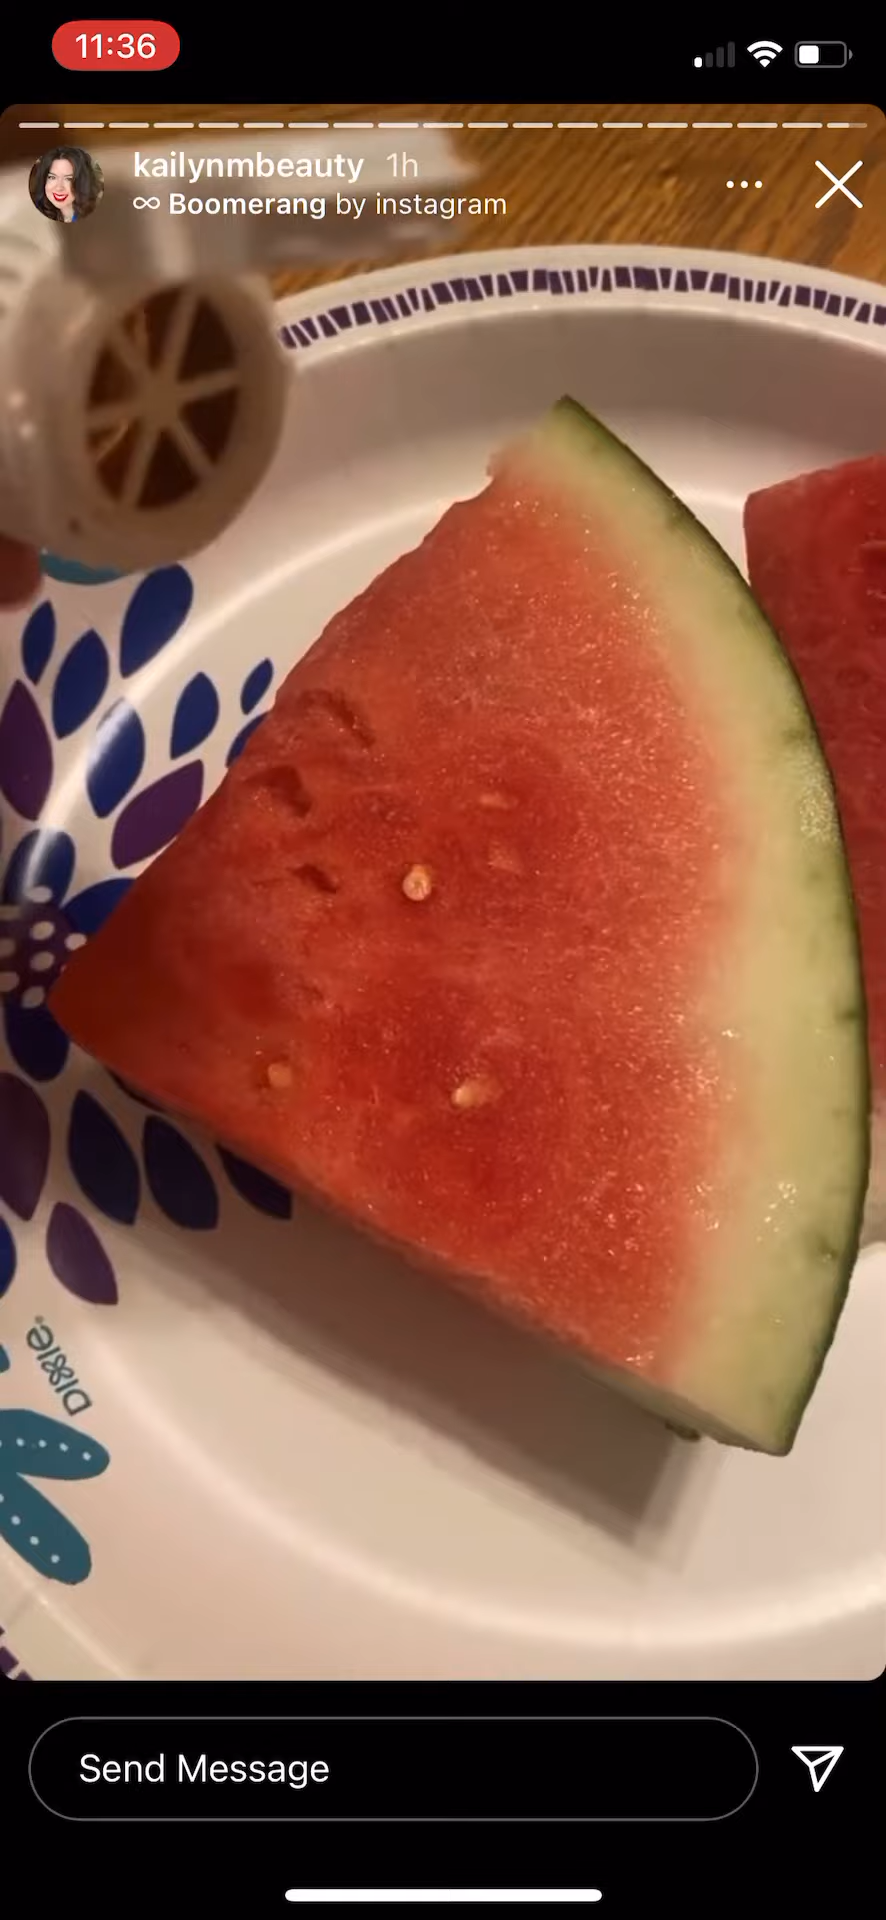 11:36
kailynmbeauty 1h
∞ Boomerang by instagram
Dixie®
Send Message